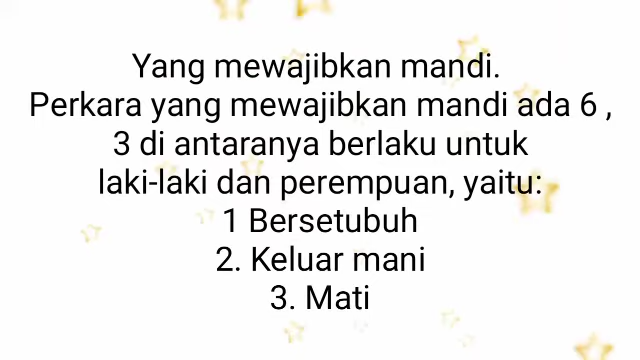 Yang mewajibkan mandi.
Perkara yang mewajibkan mandi ada 6 ,
3 di antaranya berlaku untuk
laki-laki dan perempuan, yaitu:
1 Bersetubuh
2. Keluar mani
3. Mati